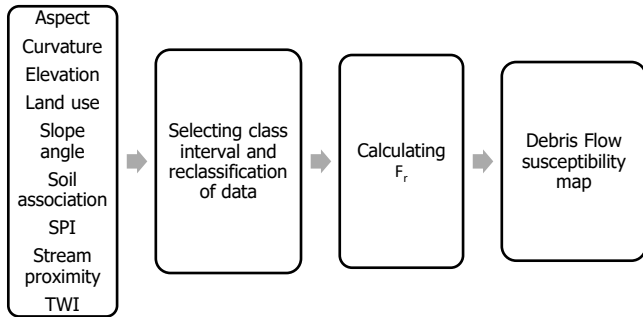 Aspect
Curvature
Elevation
Land use
Slope
angle
Soil
association
SPI
Stream
proximity
TWI
Selecting class
interval and
reclassification
of data
Calculating
Fr
Debris Flow
susceptibility
map